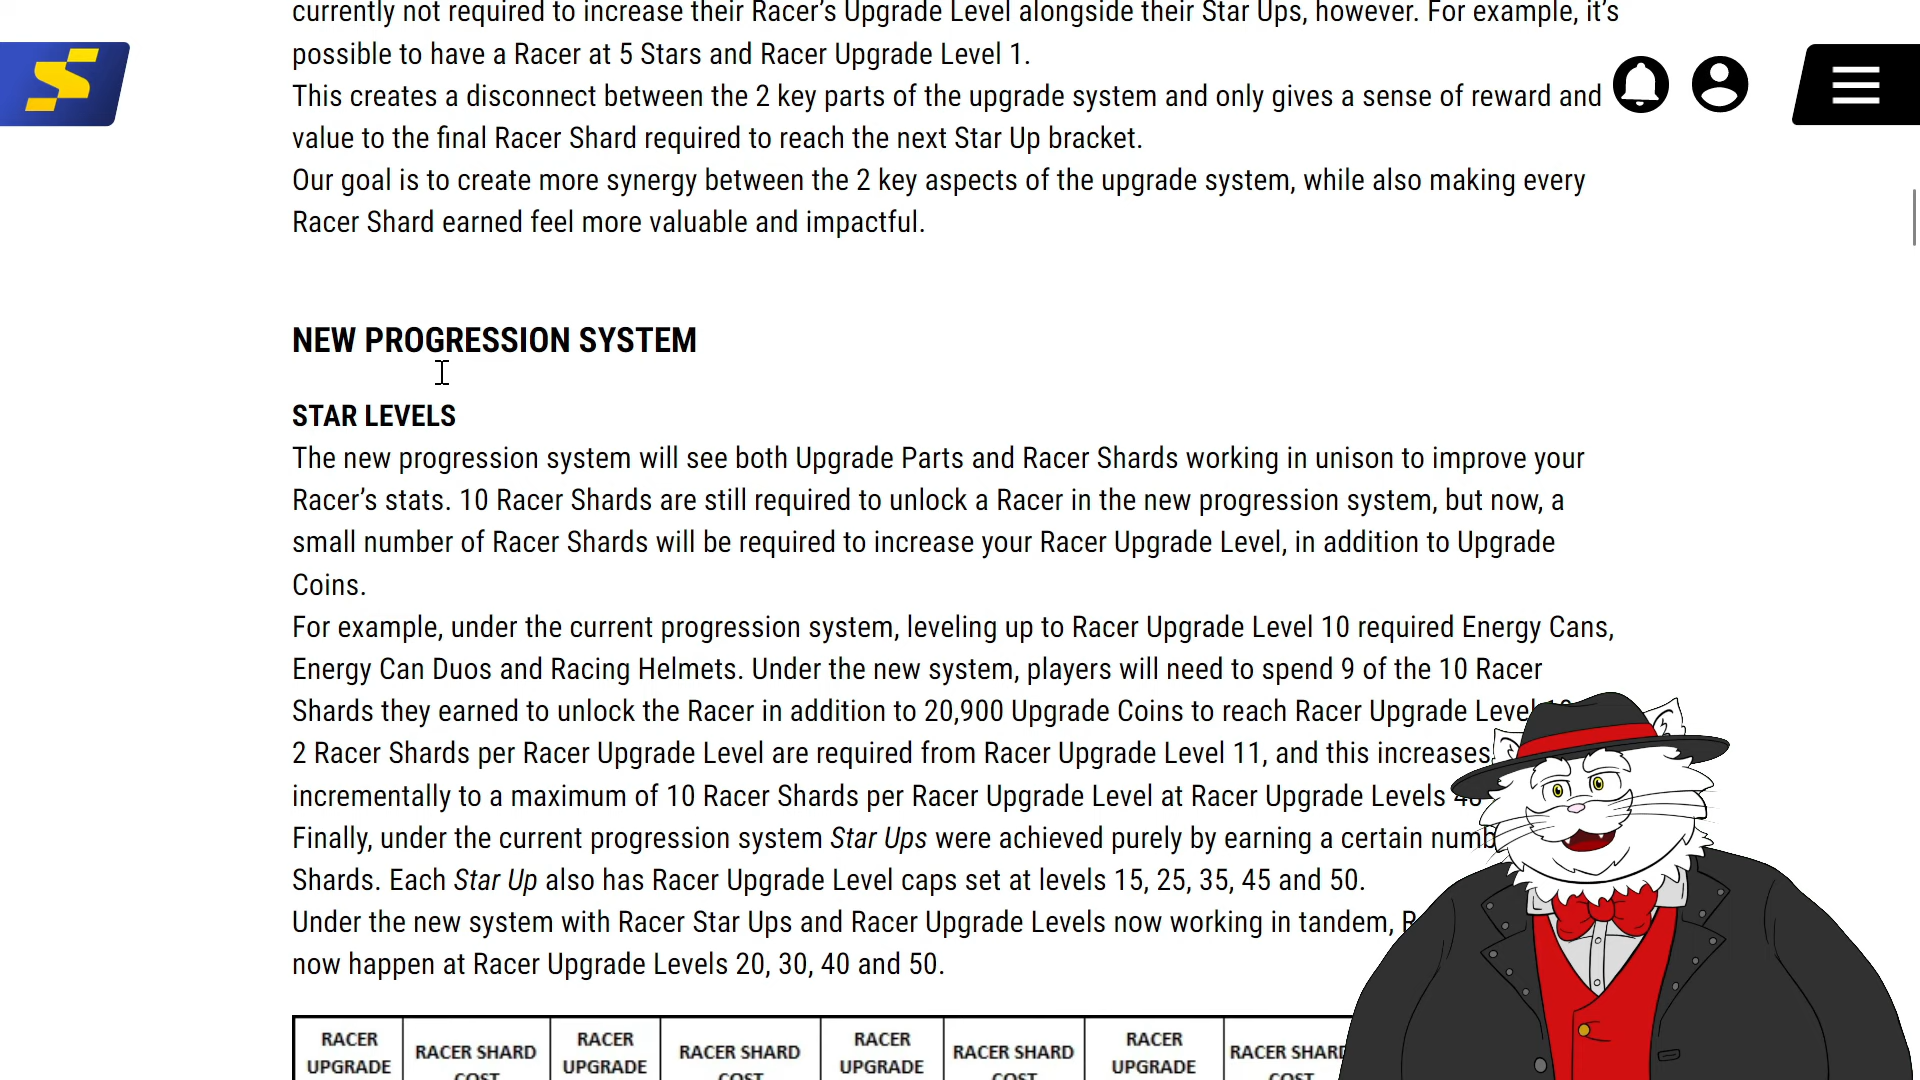 currently not required to increase their Racer’s Upgrade Level alongside their Star Ups, however. For example, it’s
possible to have a Racer at 5 Stars and Racer Upgrade Level 1.
This creates a disconnect between the 2 key parts of the upgrade system and only gives a sense of reward and
value to the final Racer Shard required to reach the next Star Up bracket.
Our goal is to create more synergy between the 2 key aspects of the upgrade system, while also making every
Racer Shard earned feel more valuable and impactful.
NEW PROGRESSION SYSTEM
STAR LEVELS
The new progression system will see both Upgrade Parts and Racer Shards working in unison to improve your
Racer’s stats. 10 Racer Shards are still required to unlock a Racer in the new progression system, but now, a
small number of Racer Shards will be required to increase your Racer Upgrade Level, in addition to Upgrade
Coins.
For example, under the current progression system, leveling up to Racer Upgrade Level 10 required Energy Cans,
Energy Can Duos and Racing Helmets. Under the new system, players will need to spend 9 of the 10 Racer
Shards they earned to unlock the Racer in addition to 20,900 Upgrade Coins to reach Racer Upgrade Level
2 Racer Shards per Racer Upgrade Level are required from Racer Upgrade Level 11, and this increases
incrementally to a maximum of 10 Racer Shards per Racer Upgrade Level at Racer Upgrade Levels
Finally, under the current progression system Star Ups were achieved purely by earning a certain
Shards. Each Star Up also has Racer Upgrade Level caps set at levels 15, 25, 35, 45 and 50.
Under the new system with Racer Star Ups and Racer Upgrade Levels now working in tandem,
now happen at Racer Upgrade Levels 20, 30, 40 and 50.
RACER UPGRADE RACER SHARD COST RACER UPGRADE RACER SHARD COST RACER UPGRADE RACER SHARD COST RACER UPGRADE RACER SHARD COST